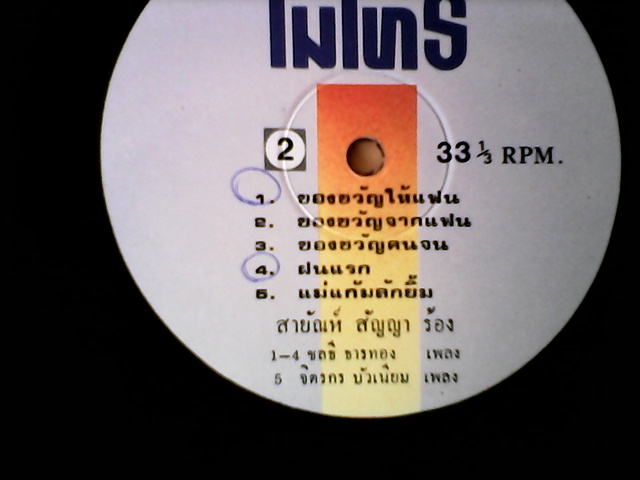 ไมโทร
2 33 1/3 RPM.
1. ของขวัญให้แฟน
2. ของขวัญจากแฟน
3. ของขวัญคนจน
4. ฝนแรก
5. แม่แก้มลักยิ้ม
สายัณห์ สัญญา ร้อง
1-4 ชลธี ธารทอง เพลง
5 จิตรกร บัวเนียม เพลง